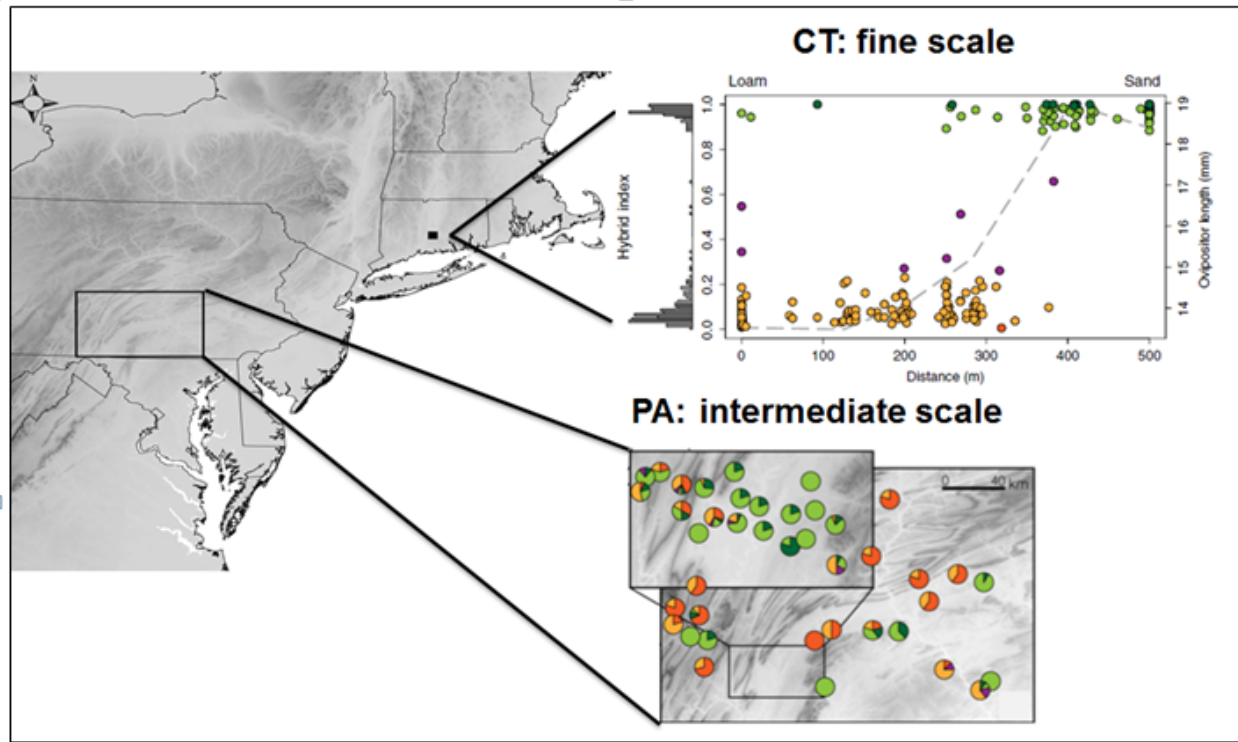 CT: fine scale
N
Loam Sand
1.0
0.8
0.6
0.4
0.2
0.0
Hybrid index
19
18
17
16
15
14
Ovipositor length (mm)
0 100 200 300 400 500
Distance (m)
PA: intermediate scale
0 40
km